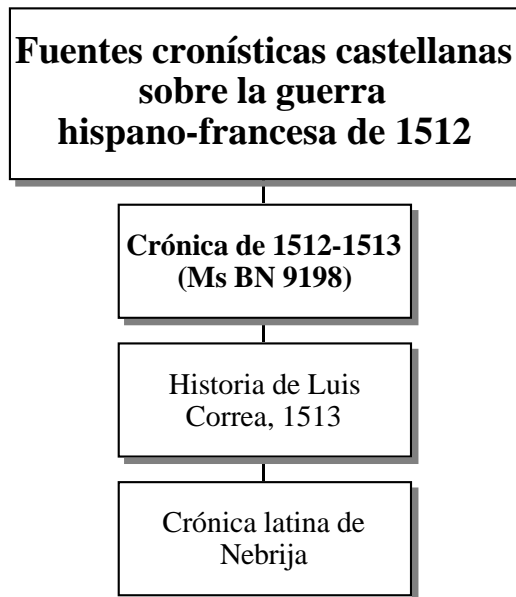 Fuentes cronísticas castellanas
sobre la guerra
hispano-francesa de 1512
Crónica de 1512-1513
(Ms BN 9198)
Historia de Luis
Correa, 1513
Crónica latina de
Nebrija